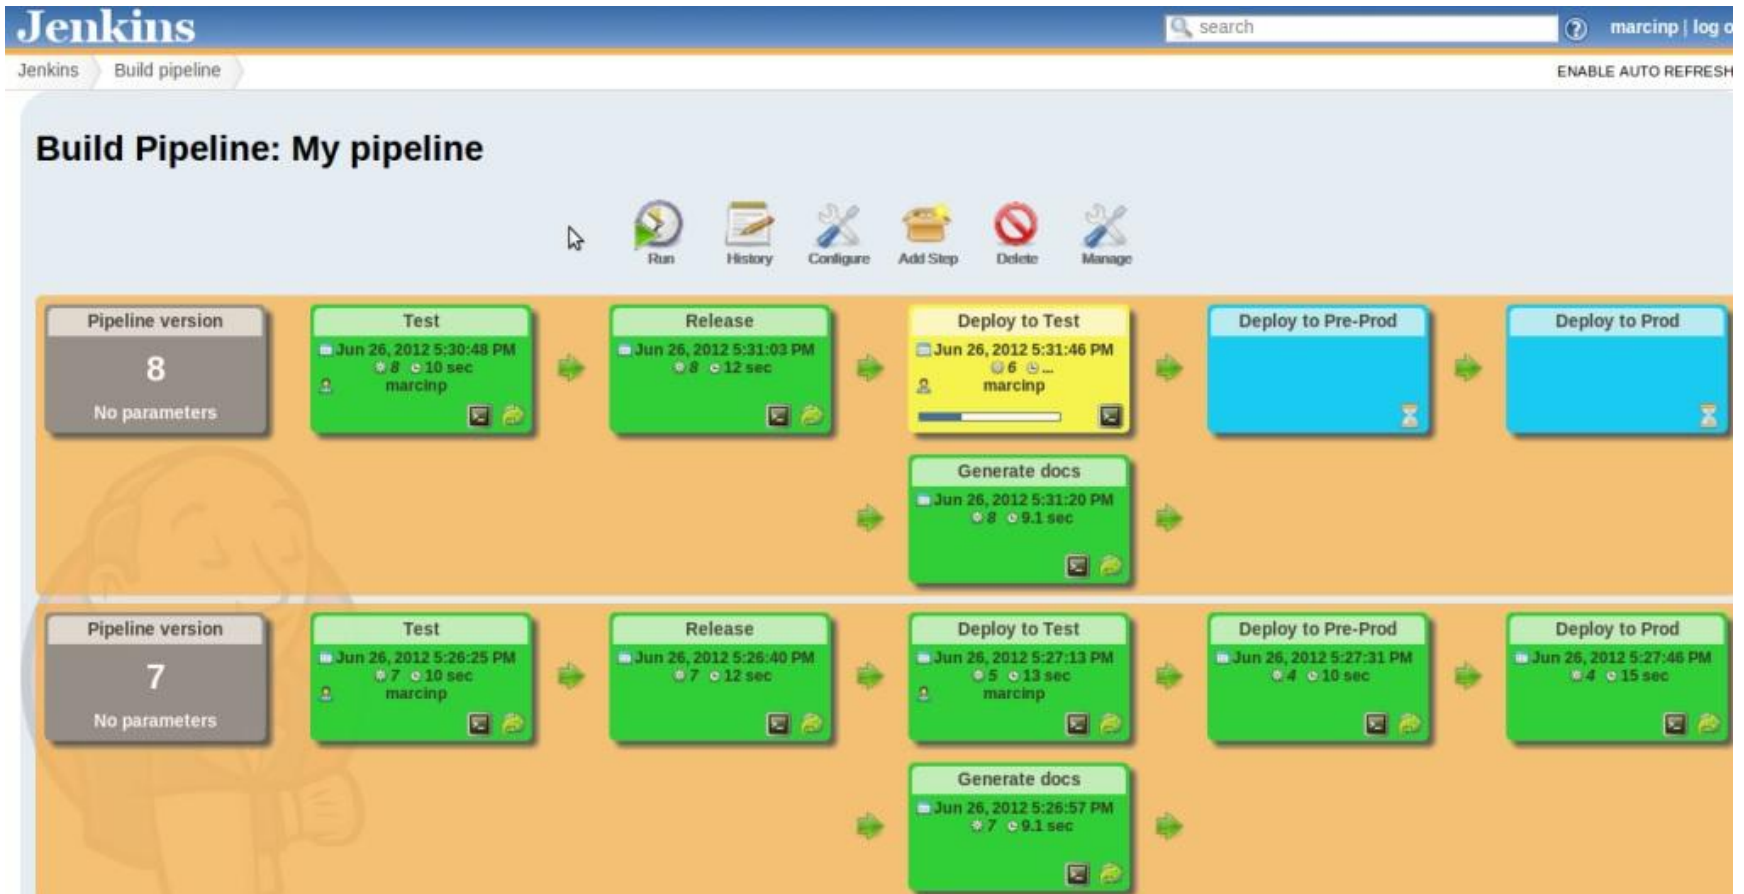 Jenkins
search
marcinp | log o
Jenkins
Build pipeline
ENABLE AUTO REFRESH
Build Pipeline: My pipeline
Run
History
Configure
Add Step
Delete
Manage
Pipeline version
8
No parameters
Test
Jun 26, 2012 5:30:48 PM
8 10 sec
marcinp
Release
Jun 26, 2012 5:31:03 PM
8 12 sec
Deploy to Test
Jun 26, 2012 5:31:46 PM
6 ...
marcinp
Deploy to Pre-Prod
Deploy to Prod
Generate docs
Jun 26, 2012 5:31:20 PM
8 9.1 sec
Pipeline version
7
No parameters
Test
Jun 26, 2012 5:26:25 PM
7 10 sec
marcinp
Release
Jun 26, 2012 5:26:40 PM
7 12 sec
Deploy to Test
Jun 26, 2012 5:27:13 PM
5 13 sec
marcinp
Deploy to Pre-Prod
Jun 26, 2012 5:27:31 PM
4 10 sec
Deploy to Prod
Jun 26, 2012 5:27:46 PM
4 15 sec
Generate docs
Jun 26, 2012 5:26:57 PM
7 9.1 sec